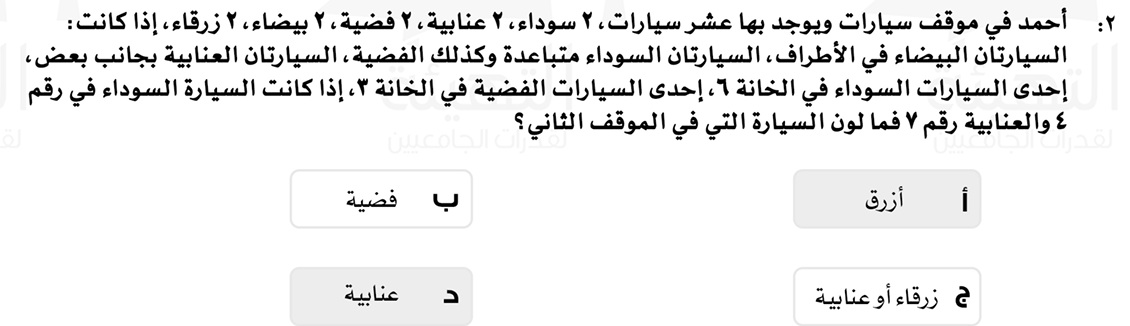 ٢: أحمد في موقف سيارات ويوجد بها عشر سيارات، ٢ سوداء، ٢ عنابية، ٢ فضية، ٢ بيضاء، ٢ زرقاء، إذا كانت:
السيارتان البيضاء في الأطراف، السيارتان السوداء متباعدة وكذلك الفضية، السيارتان العنابية بجانب بعض،
إحدى السيارات السوداء في الخانة ٦، إحدى السيارات الفضية في الخانة ٣، إذا كانت السيارة السوداء في رقم
٤ والعنابية رقم ٧ فما لون السيارة التي في الموقف الثاني؟
أ أزرق
ب فضية
ج زرقاء أو عنابية
د عنابية
لقدرات الجامعيين
لقدرات الجامعيين